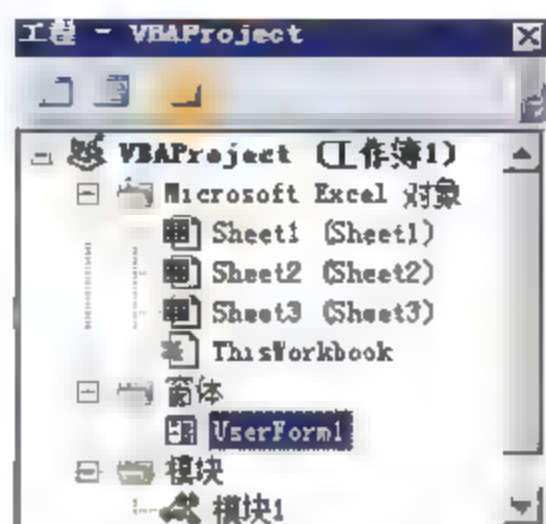 工程 - VBAProject
VBAProject (工作簿1)
Microsoft Excel 对象
Sheet1 (Sheet1)
Sheet2 (Sheet2)
Sheet3 (Sheet3)
ThisWorkbook
窗体
UserForm1
模块
模块1